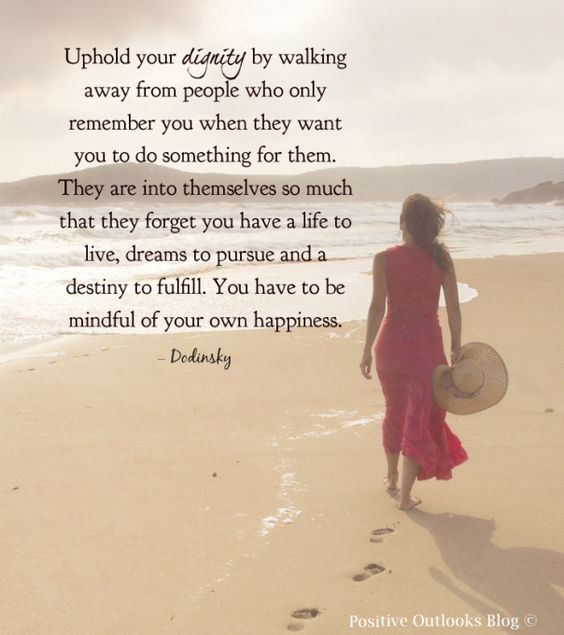 Uphold your dignity by walking
away from people who only
remember you when they want
you to do something for them.
They are into themselves so much
that they forget you have a life to
live, dreams to pursue and a
destiny to fulfill. You have to be
mindful of your own happiness.
– Dodinsky
Positive Outlooks Blog ©